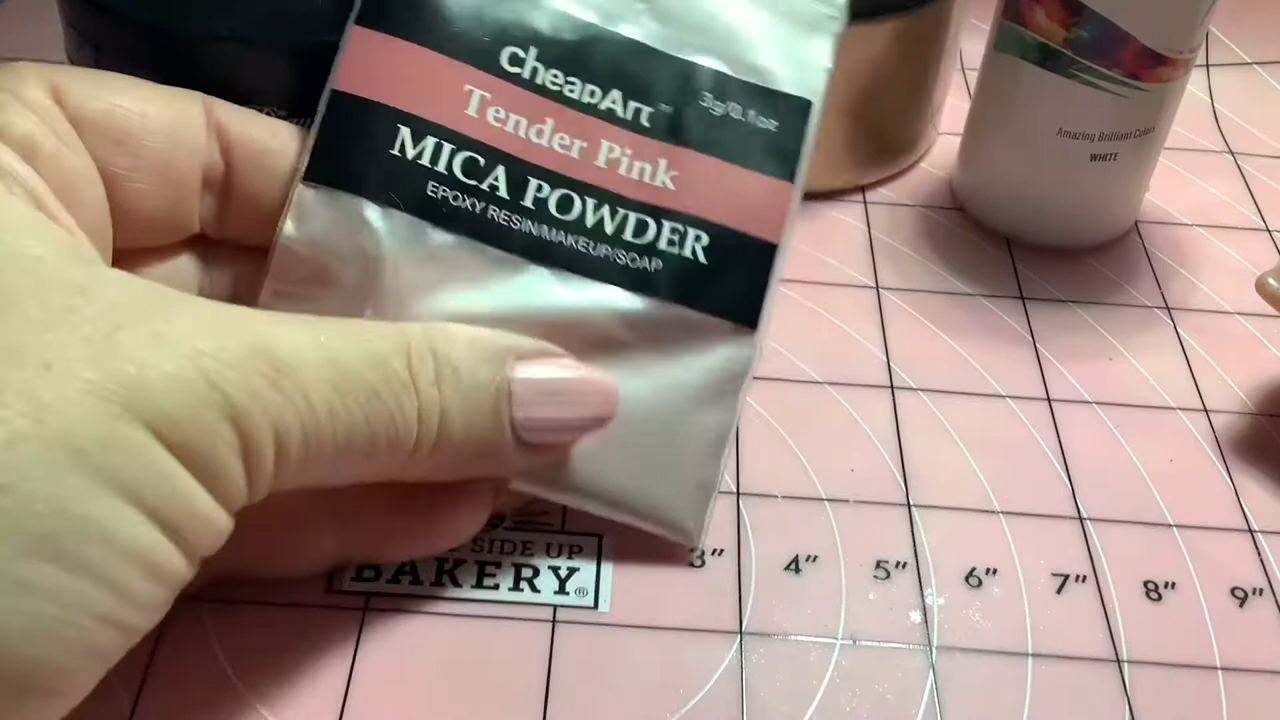 CheapArt™
3g/0.1oz
Tender Pink
MICA POWDER
EPOXY RESIN/MAKEUP/SOAP
Amazing Brilliant Colors
WHITE
SIDE UP
BAKERY®
3" 4" 5" 6" 7" 8" 9"